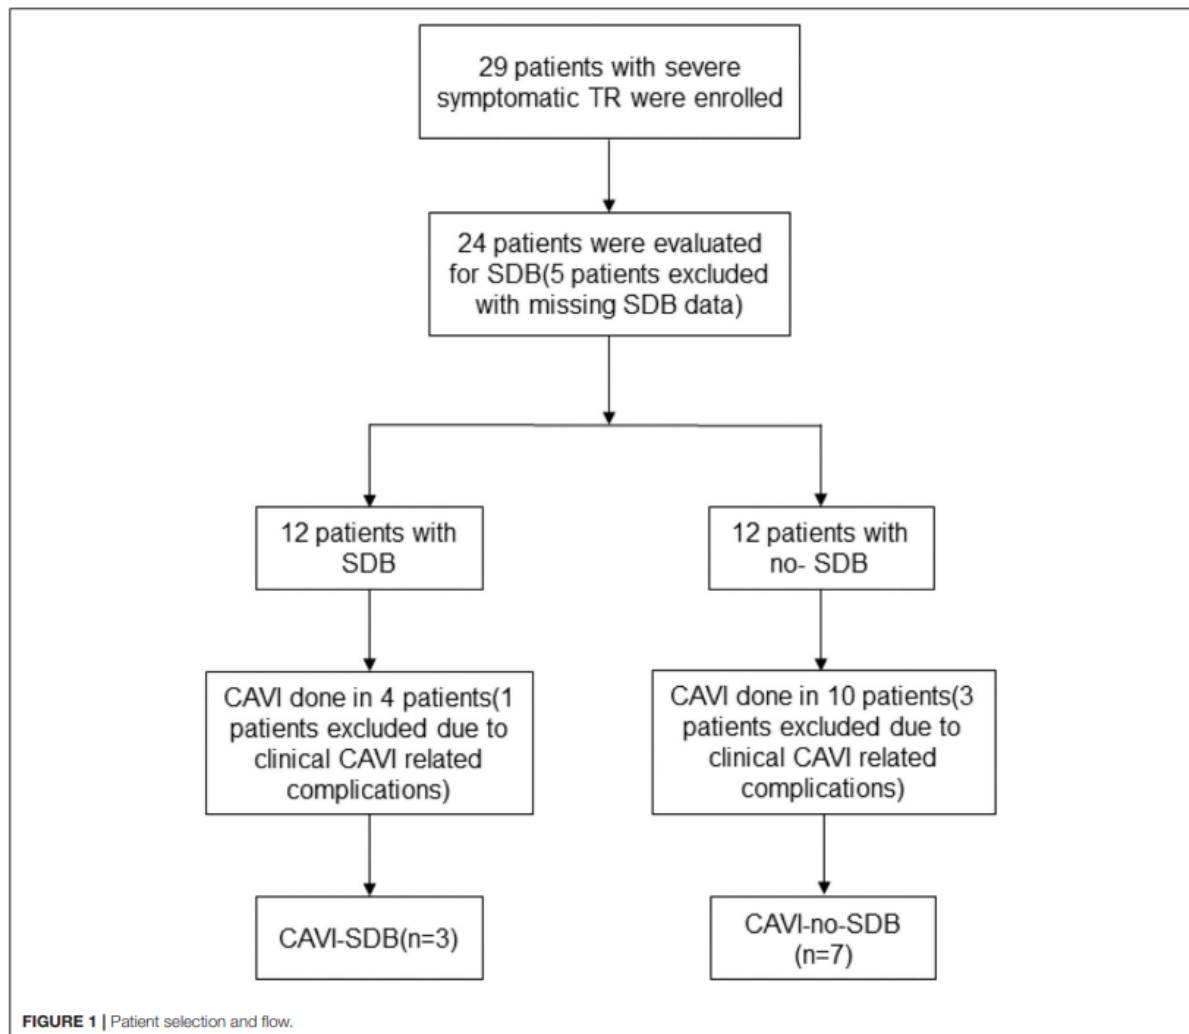 29 patients with severe
symptomatic TR were enrolled
24 patients were evaluated
for SDB(5 patients excluded
with missing SDB data)
12 patients with
SDB
12 patients with
no- SDB
CAVI done in 4 patients(1
patients excluded due to
clinical CAVI related
complications)
CAVI done in 10 patients(3
patients excluded due to
clinical CAVI related
complications)
CAVI-SDB(n=3)
CAVI-no-SDB
(n=7)
FIGURE 1 | Patient selection and flow.